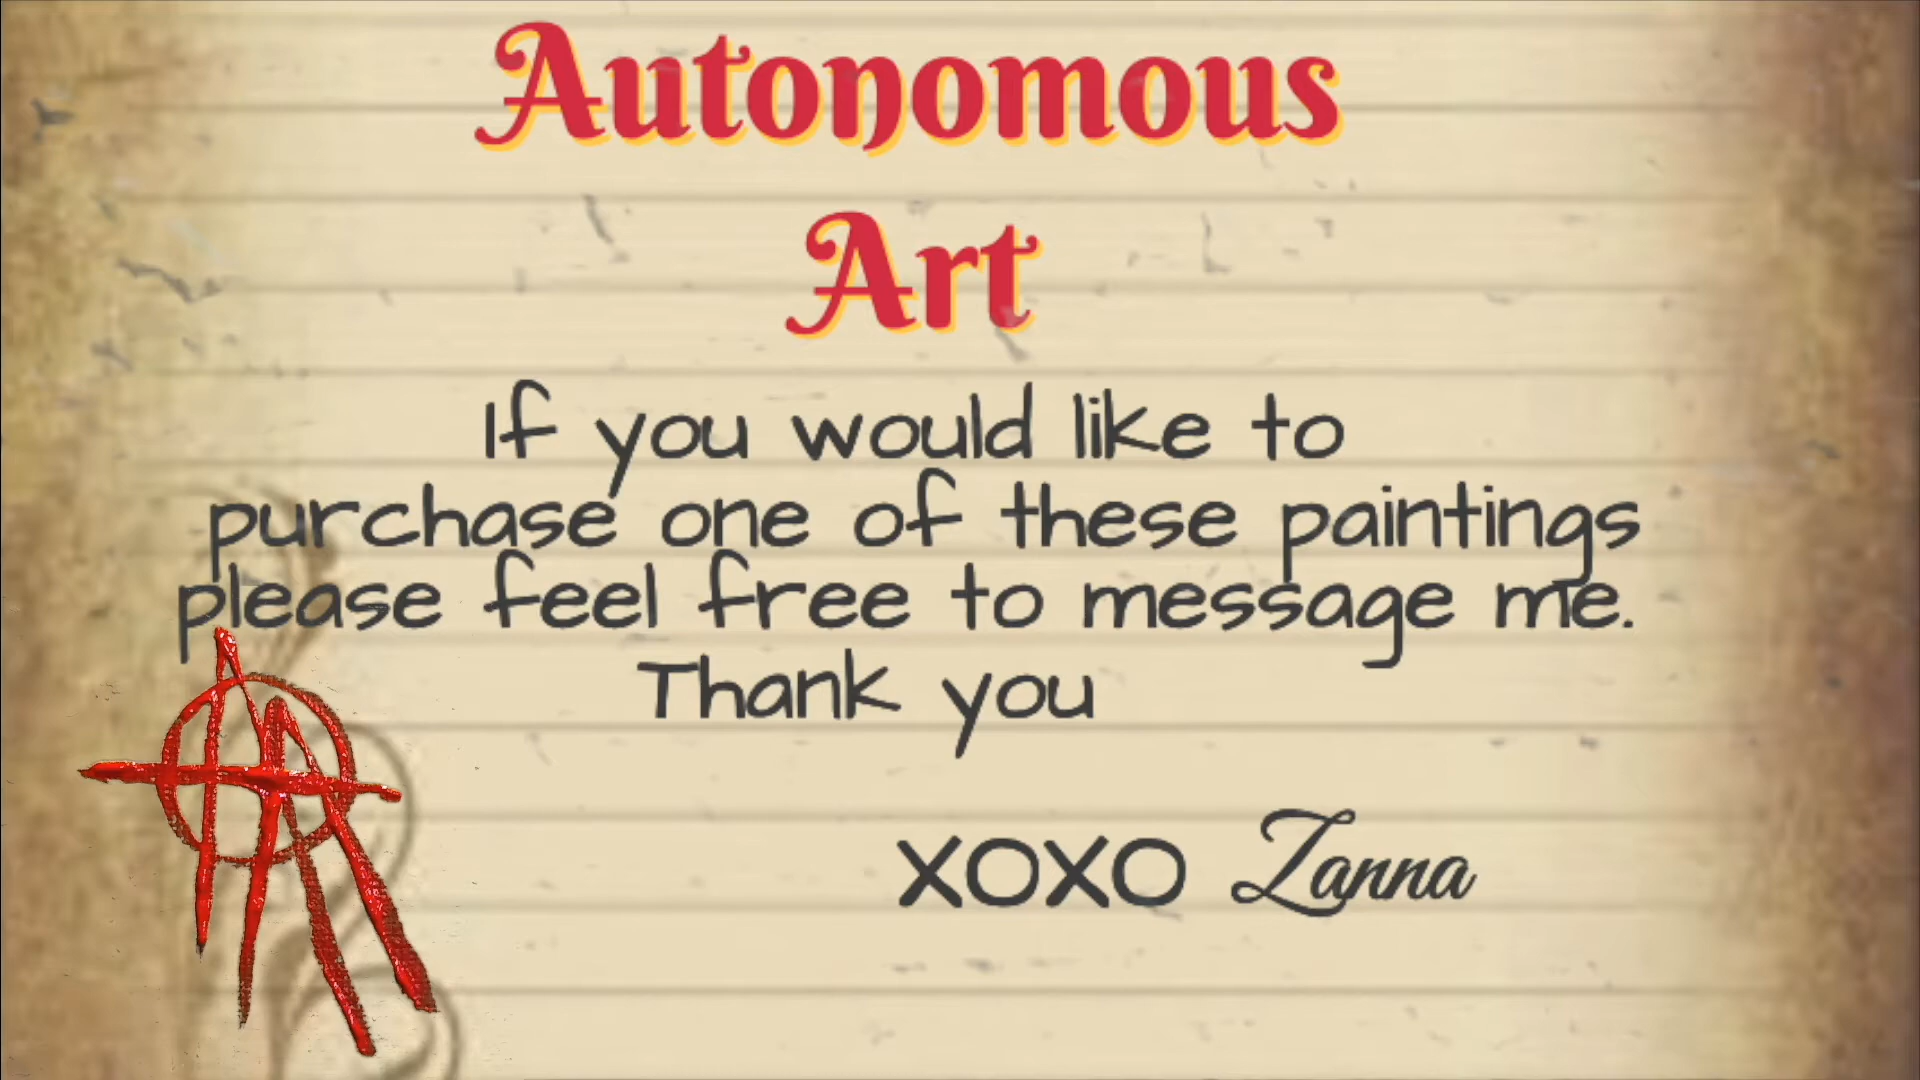 Autonomous
Art
If you would like to
purchase one of these paintings
please feel free to message me.
Thank you
XOXO Zanna